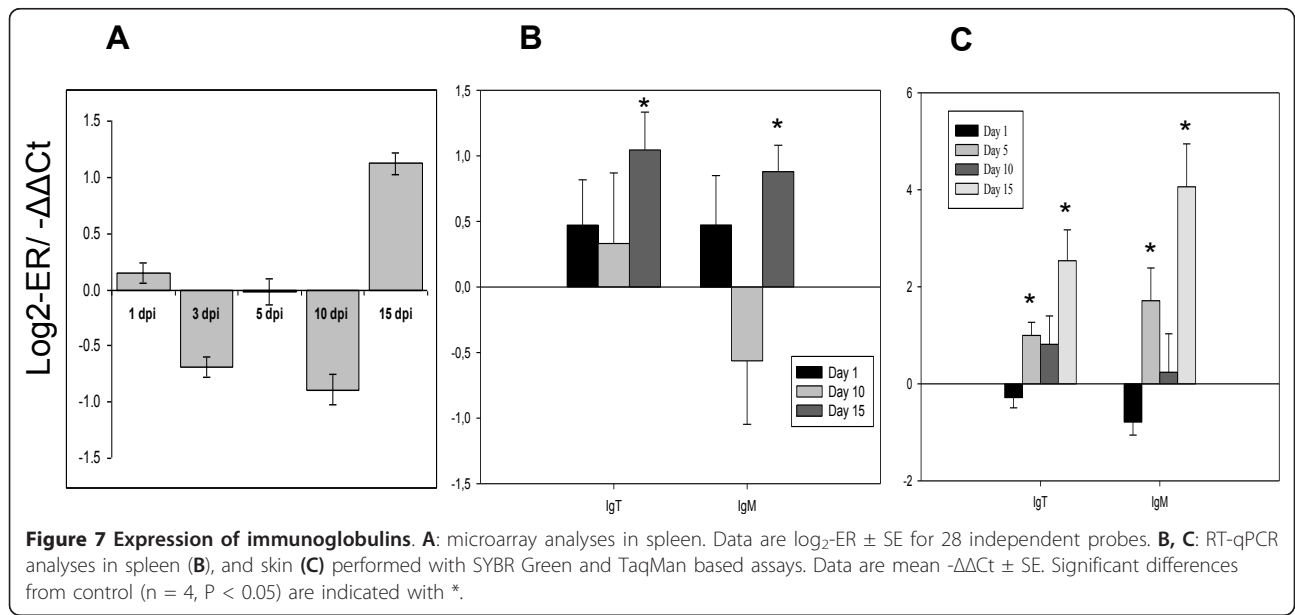 A
B
C
Log2-ER/ -ΔΔCt
1.5
1.0
0.5
0.0
-0.5
-1.0
-1.5
1 dpi 3 dpi 5 dpi 10 dpi 15 dpi
1,5
1,0
0,5
0,0
-0,5
-1,0
-1,5
* *
Day 1
Day 10
Day 15
IgT IgM
6
4
2
0
-2
Day 1
Day 5
Day 10
Day 15
* * * *
IgT IgM
Figure 7 Expression of immunoglobulins. A: microarray analyses in spleen. Data are log₂-ER ± SE for 28 independent probes. B, C: RT-qPCR
analyses in spleen (B), and skin (C) performed with SYBR Green and TaqMan based assays. Data are mean -ΔΔCt ± SE. Significant differences
from control (n = 4, P < 0.05) are indicated with *.